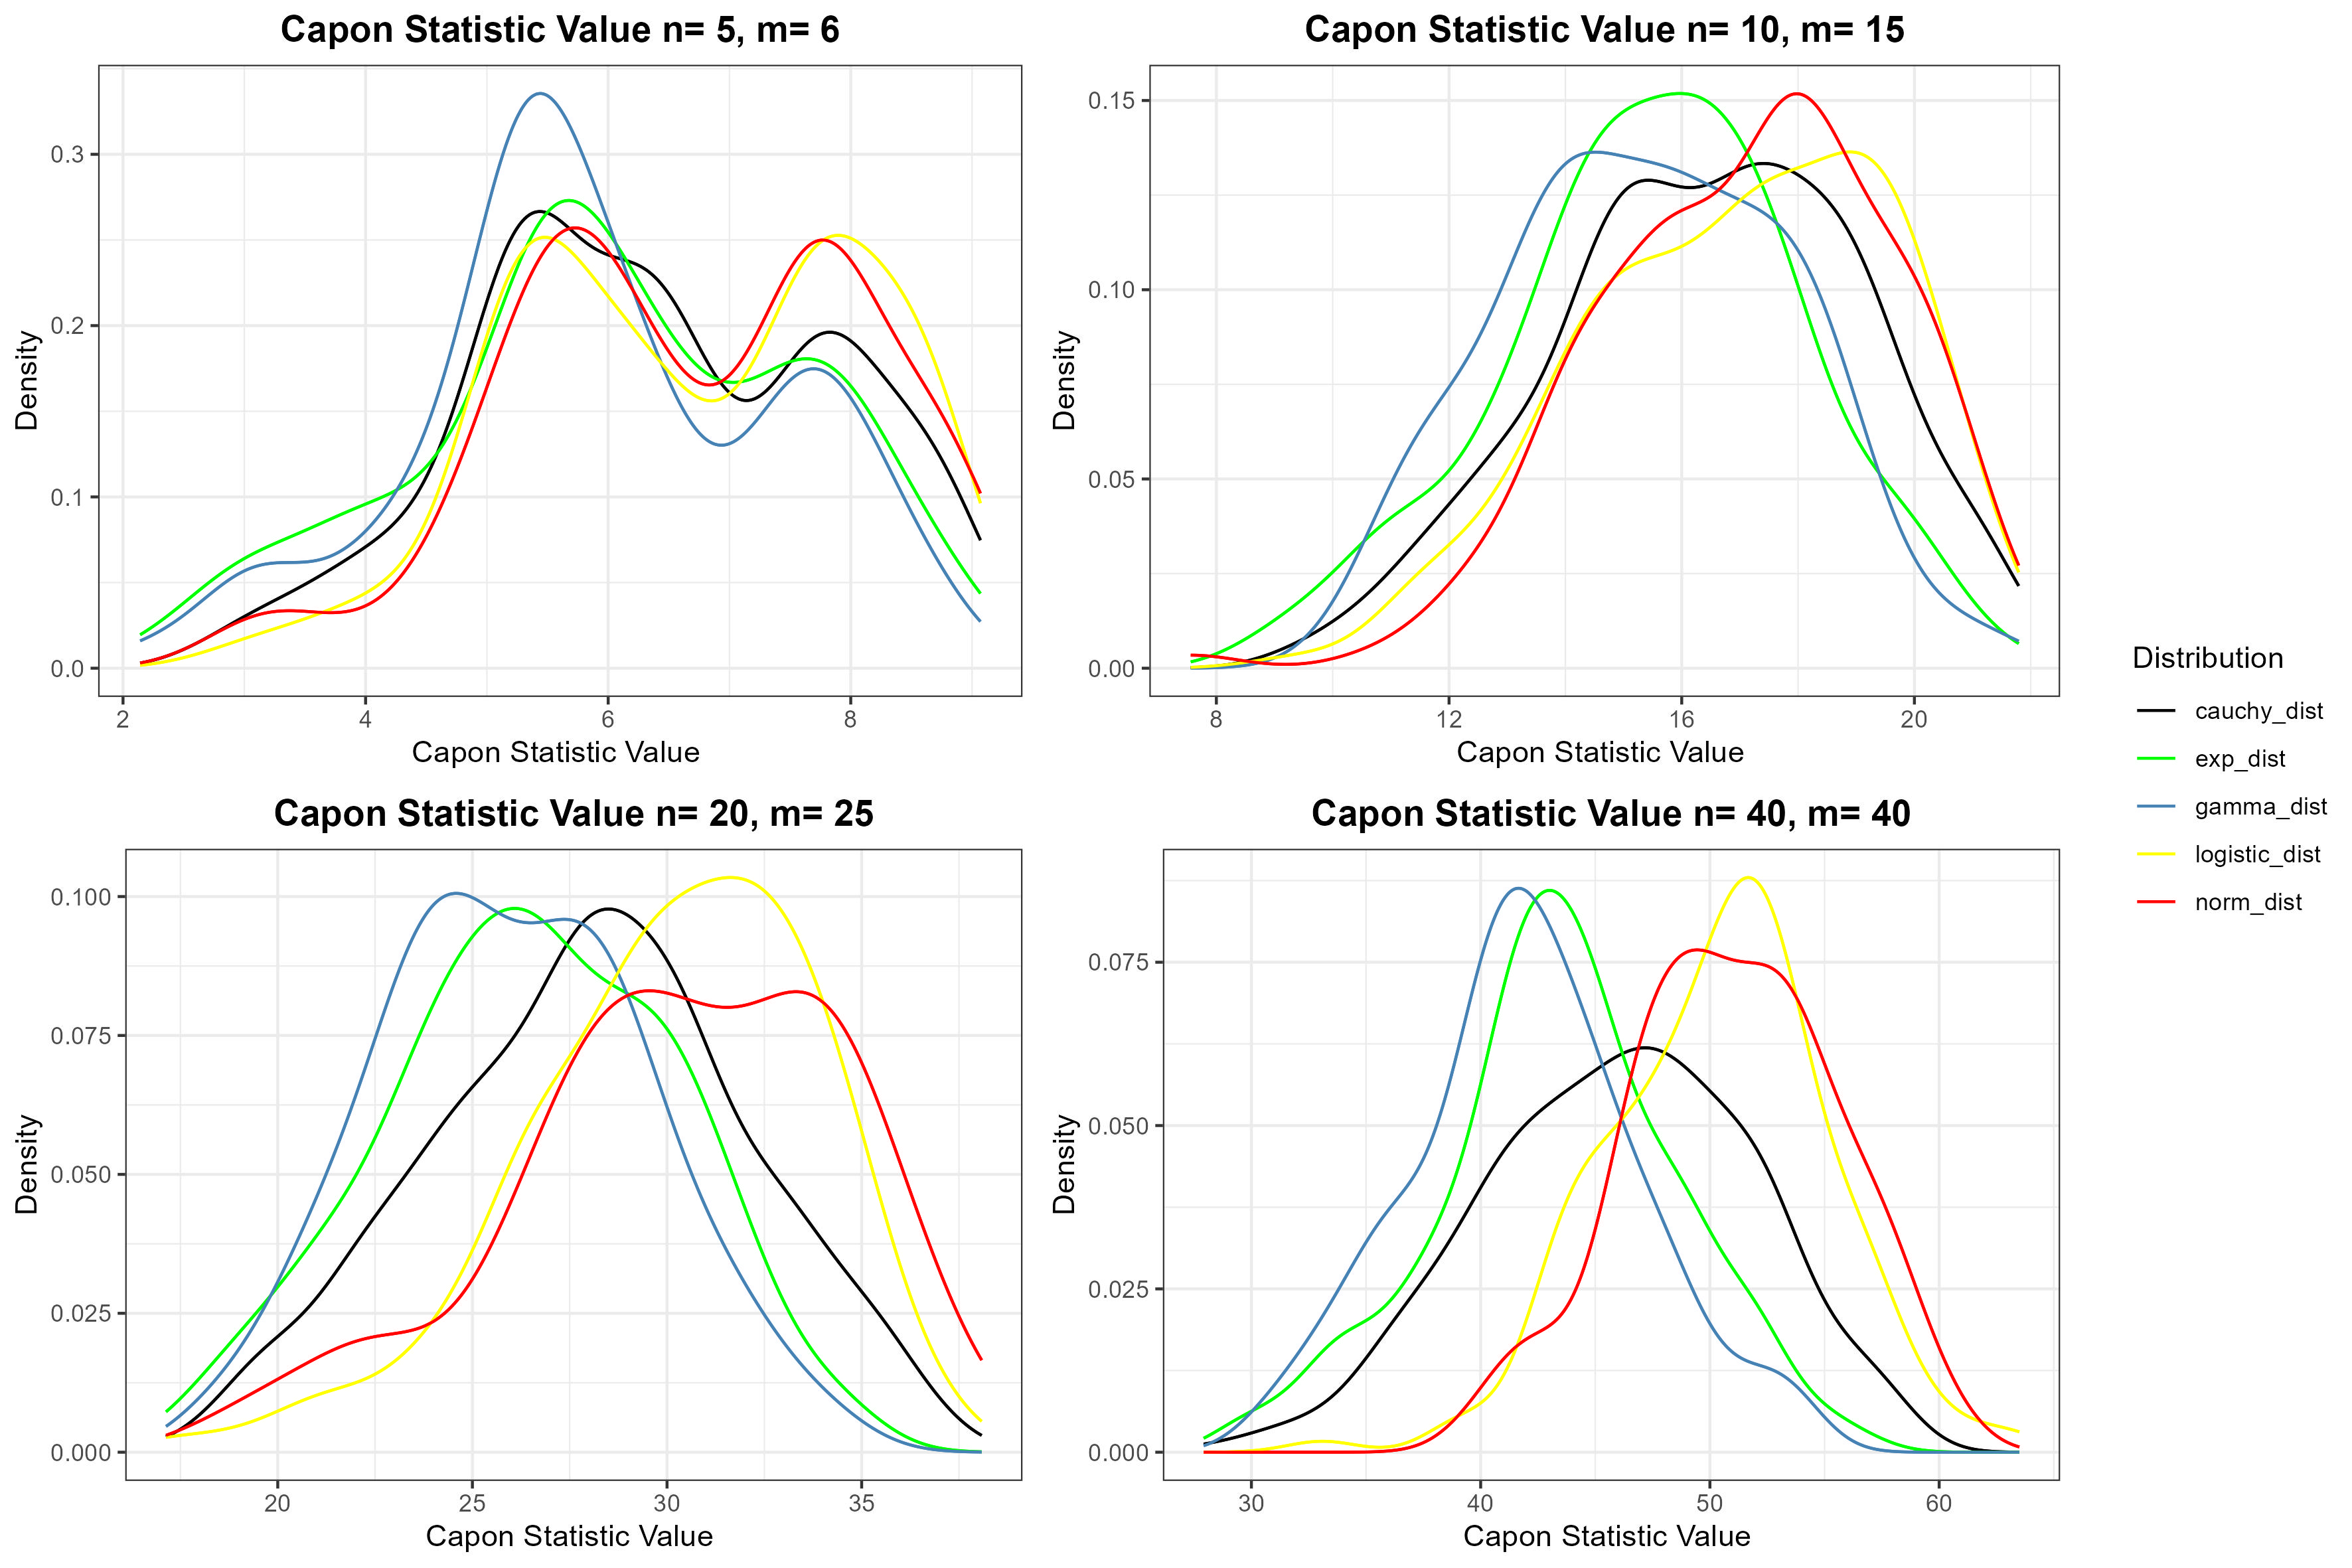 Capon Statistic Value n= 5, m= 6
Density
0.3
0.2
0.1
0.0
2 4 6 8
Capon Statistic Value
Capon Statistic Value n= 10, m= 15
Density
0.15
0.10
0.05
0.00
8 12 16 20
Capon Statistic Value
Capon Statistic Value n= 20, m= 25
Density
0.100
0.075
0.050
0.025
0.000
20 25 30 35
Capon Statistic Value
Capon Statistic Value n= 40, m= 40
Density
0.075
0.050
0.025
0.000
30 40 50 60
Capon Statistic Value
Distribution
cauchy_dist
exp_dist
gamma_dist
logistic_dist
norm_dist